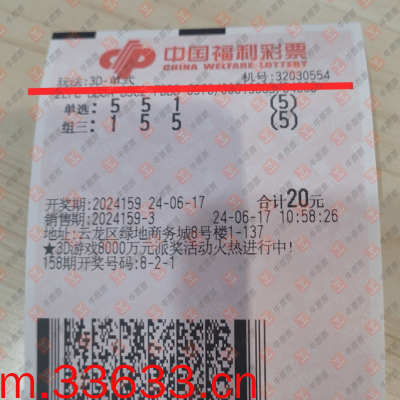 中国福利彩票
CHINA WELFARE LOTTERY
玩法:3D-单式 机号:32030554
单选: 5 5 1 (5)
组三: 1 5 5 (5)
开奖期:2024159 24-06-17 合计20元
销售期:2024159-3 24-06-17 10:58:26
地址:云龙区绿地商务城8号楼1-137
★3D游戏8000万元派奖活动火热进行中!
158期开奖号码:8-2-1
m.33633.cn